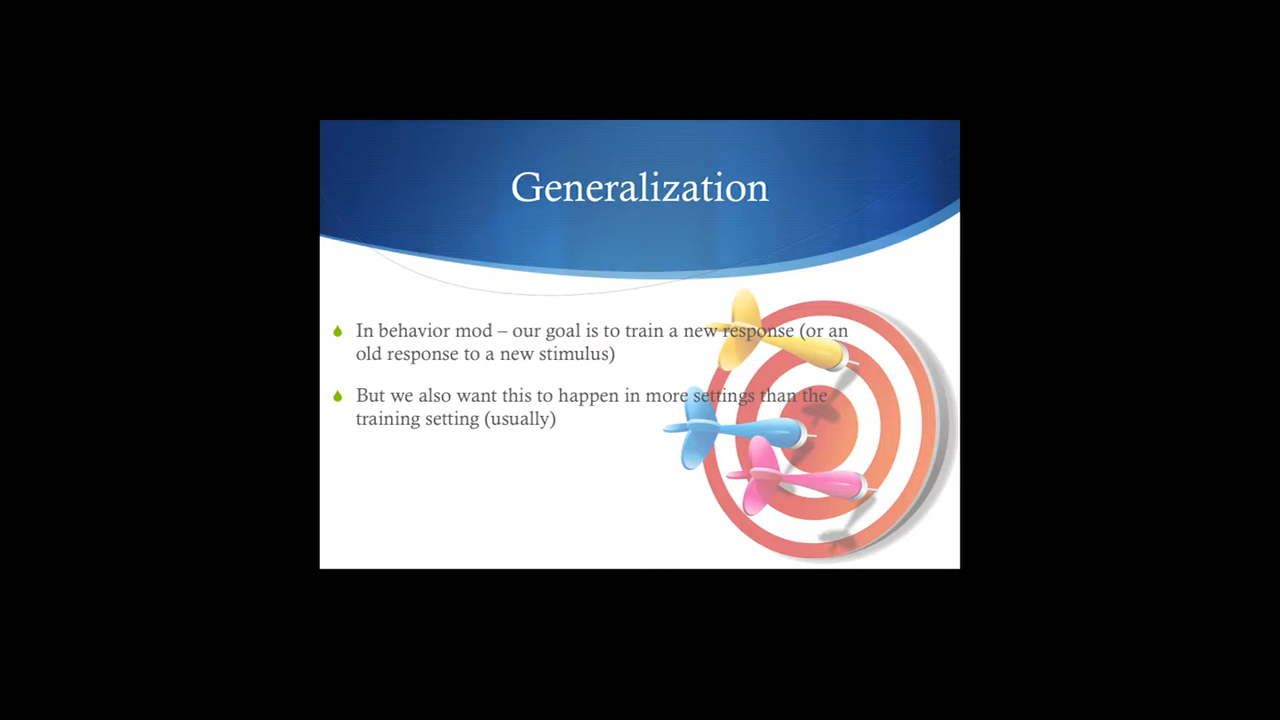 Generalization
In behavior mod – our goal is to train a new response (or an
old response to a new stimulus)
But we also want this to happen in more settings than the
training setting (usually)